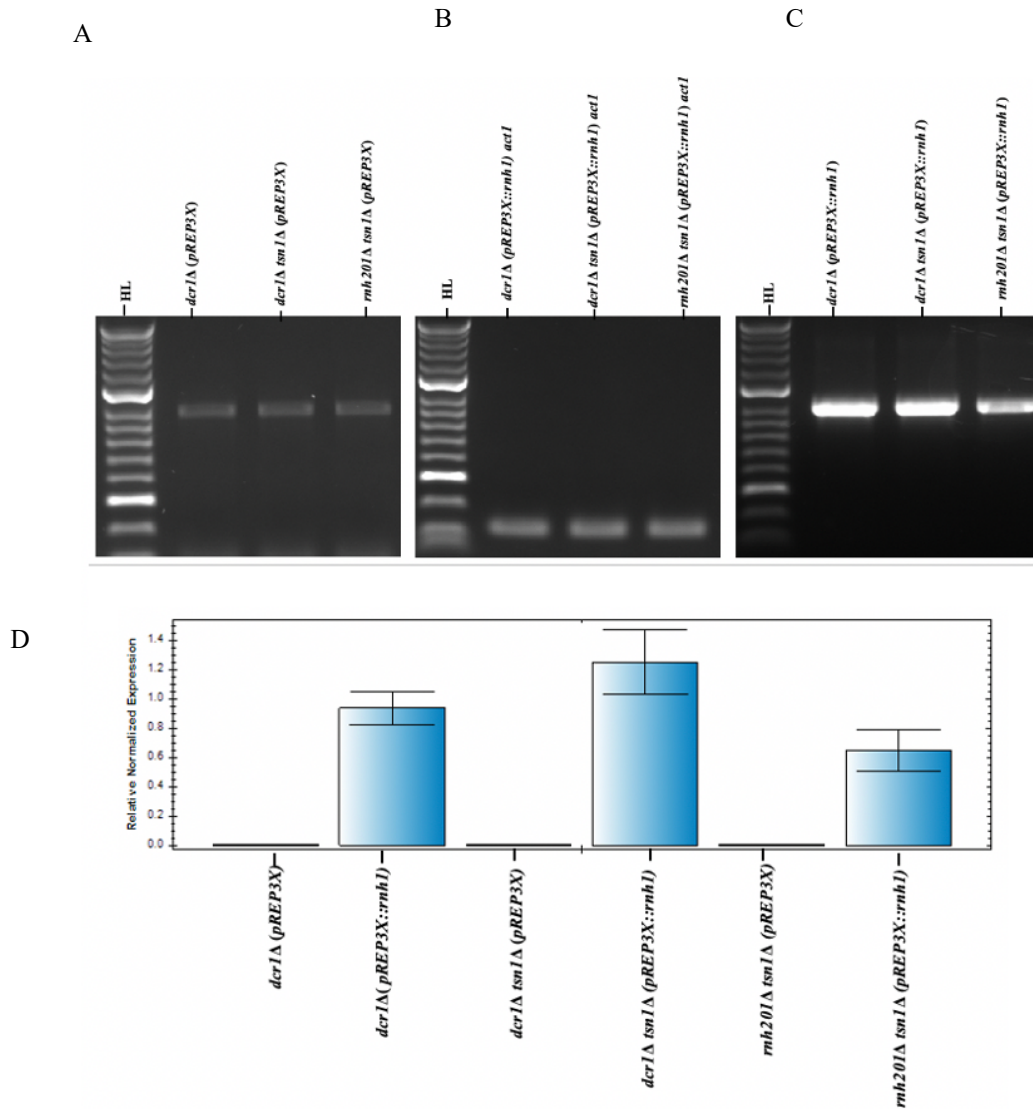 A
B
C
HL
dcr1Δ (pREP3X)
dcr1Δ tsn1Δ (pREP3X)
rnh201Δ tsn1Δ (pREP3X)
HL
dcr1Δ (pREP3X::rnh1) act1
dcr1Δ tsn1Δ (pREP3X::rnh1) act1
rnh201Δ tsn1Δ (pREP3X::rnh1) act1
HL
dcr1Δ (pREP3X::rnh1)
dcr1Δ tsn1Δ (pREP3X::rnh1)
rnh201Δ tsn1Δ (pREP3X::rnh1)
D
Relative Normalized Expression
1.4
1.2
1.0
0.8
0.6
0.4
0.2
0.0
dcr1Δ (pREP3X)
dcr1Δ( pREP3X::rnh1)
dcr1Δ tsn1Δ (pREP3X)
dcr1Δ tsn1Δ (pREP3X::rnh1)
rnh201Δ tsn1Δ (pREP3X)
rnh201Δ tsn1Δ (pREP3X::rnh1)